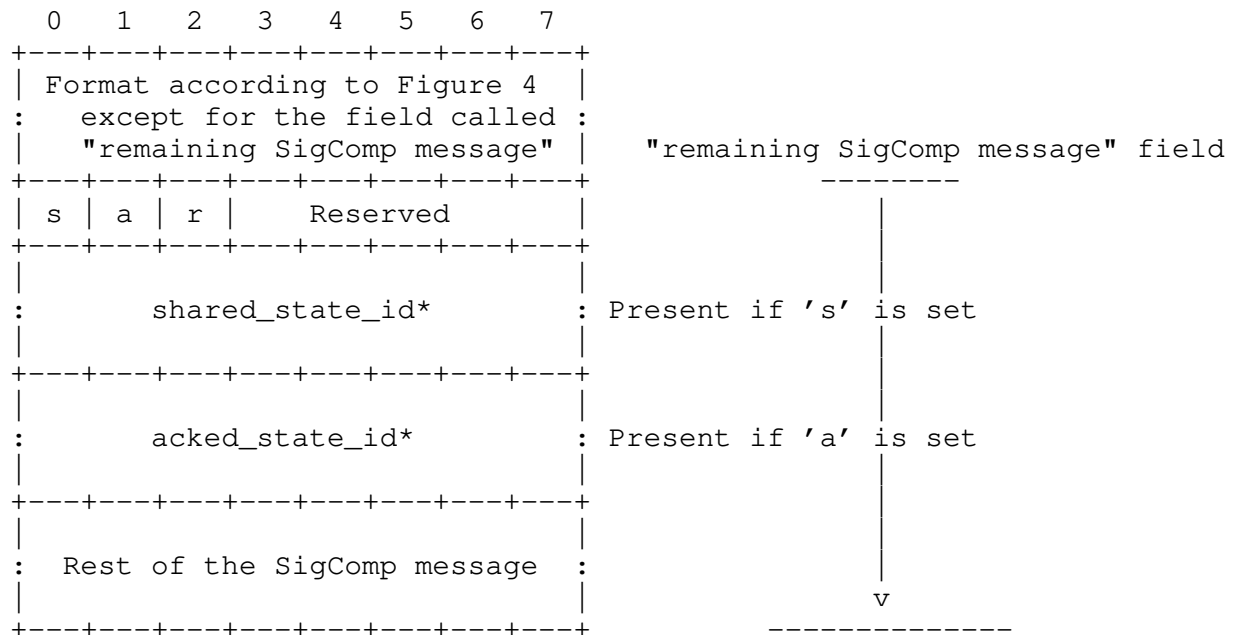 0   1   2   3   4   5   6   7
+---+---+---+---+---+---+---+---+
| Format according to Figure 4  |
:   except for the field called :
|   "remaining SigComp message" |    "remaining SigComp message" field
+---+---+---+---+---+---+---+---+              --------
| s | a | r |    Reserved       |                 |
+---+---+---+---+---+---+---+---+                 |
|                               |                 |
:       shared_state_id*        : Present if ’s’ is set
|                               |                 |
+---+---+---+---+---+---+---+---+                 |
|                               |                 |
:       acked_state_id*         : Present if ’a’ is set
|                               |                 |
+---+---+---+---+---+---+---+---+                 |
|                               |                 |
:  Rest of the SigComp message  :                 |
|                               |                 v
+---+---+---+---+---+---+---+---+           --------------